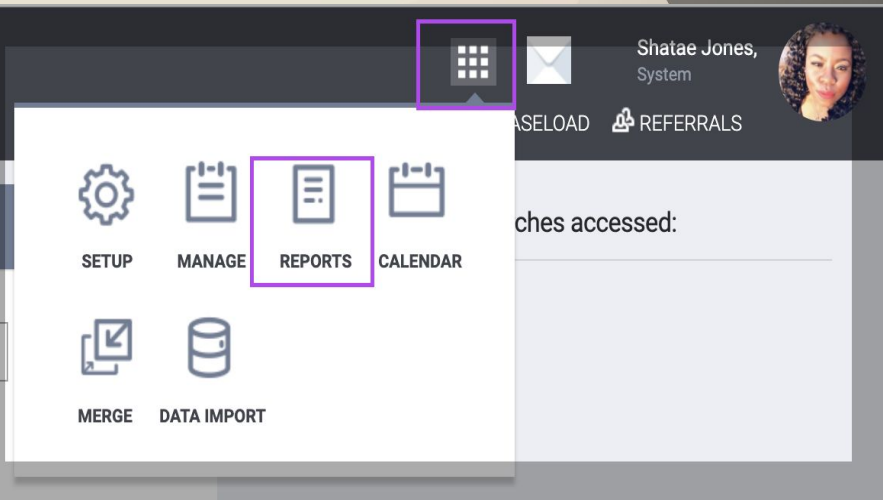 Shatae Jones,
System
ASELOAD REFERRALS
ches accessed:
SETUP MANAGE REPORTS CALENDAR
MERGE DATA IMPORT